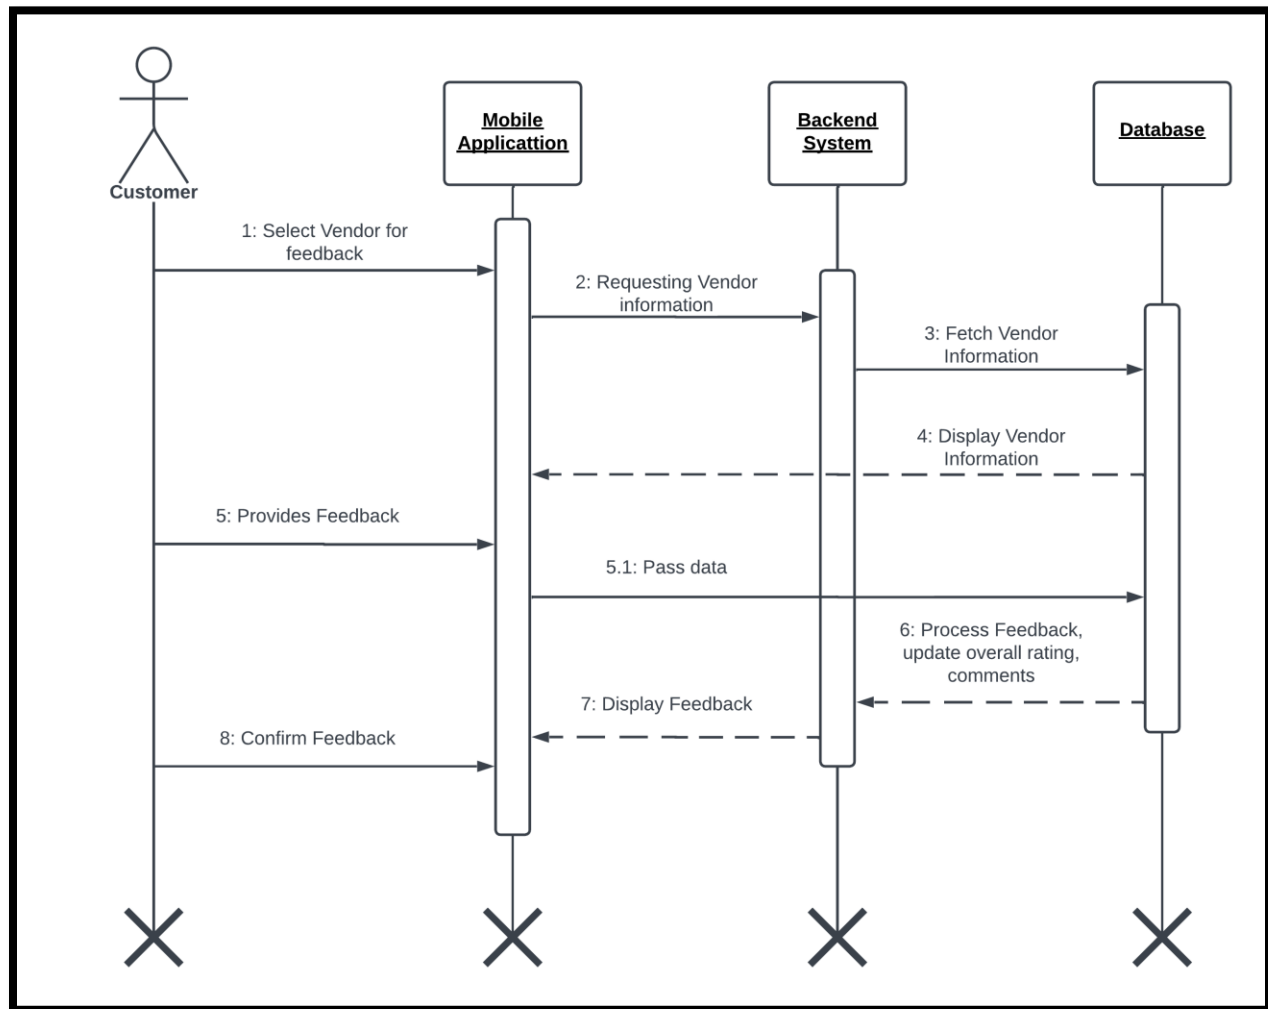 Customer
Mobile
Applicattion
Backend
System
Database
1: Select Vendor for
feedback
2: Requesting Vendor
information
3: Fetch Vendor
Information
4: Display Vendor
Information
5: Provides Feedback
5.1: Pass data
6: Process Feedback,
update overall rating,
comments
7: Display Feedback
8: Confirm Feedback